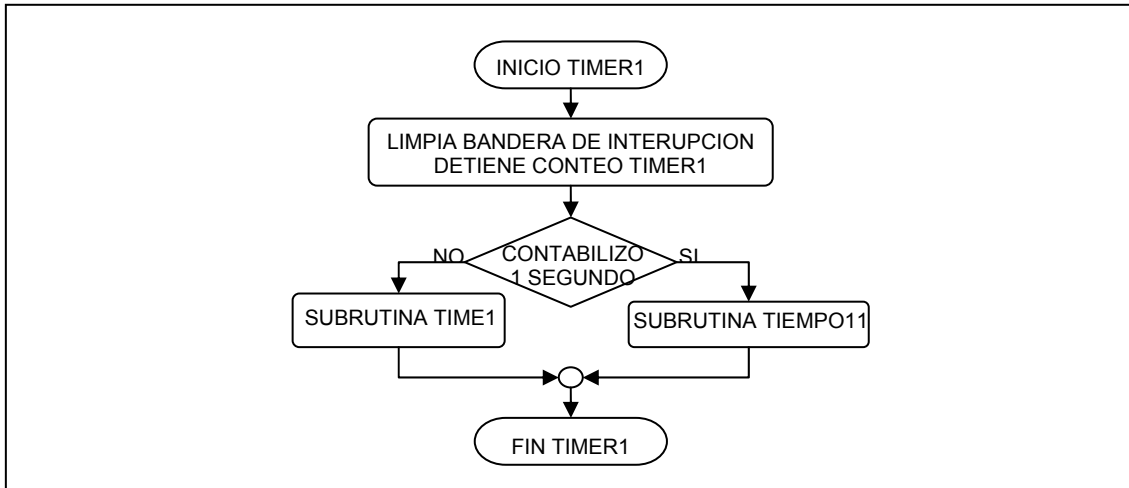 INICIO TIMER1
LIMPIA BANDERA DE INTERUPCION
DETIENE CONTEO TIMER1
NO
CONTABILIZO
1 SEGUNDO
SI
SUBRUTINA TIME1
SUBRUTINA TIEMPO11
FIN TIMER1